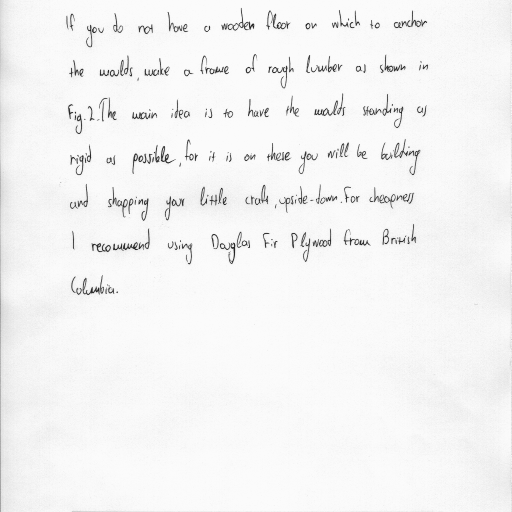 If you do not have a wooden floor on which to anchor
the moulds, make a frame of rough lumber as shown in
Fig.2. The main idea is to have the moulds standing as
rigid as possible, for it is on these you will be building
and shapping your little craft, upside-down. For cheapness
I recommend using Douglas Fir Plywood from British
Columbia.